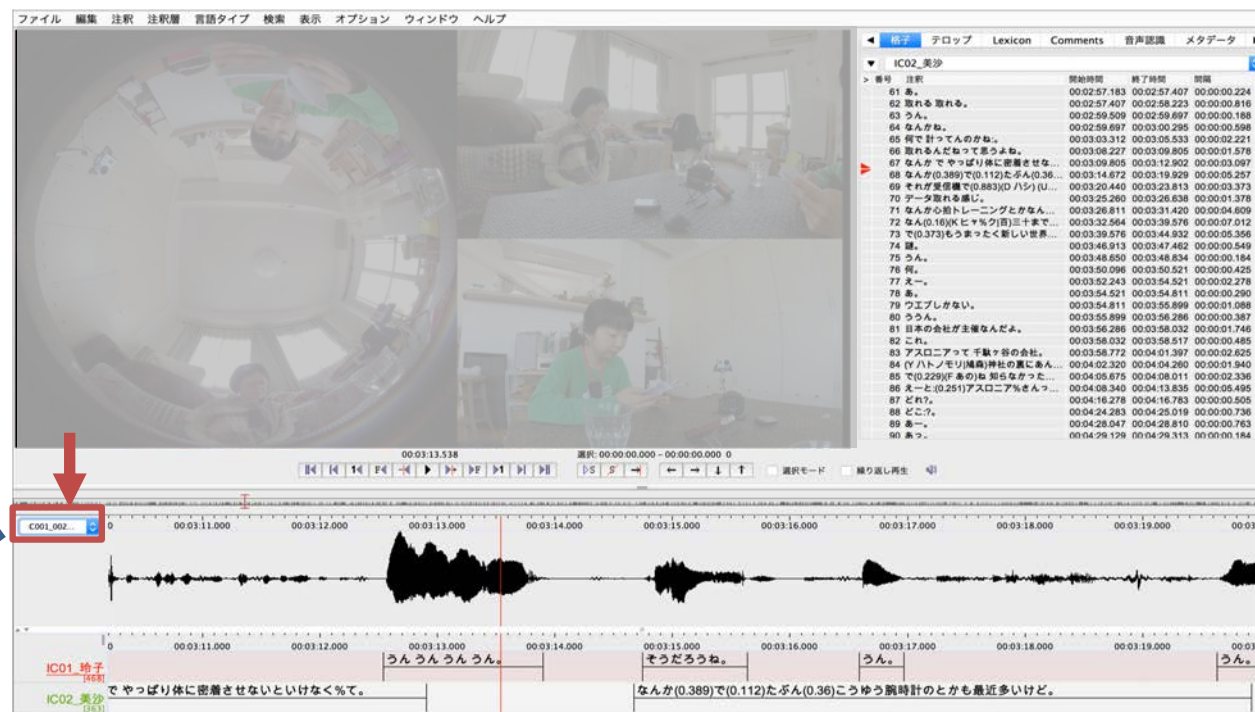 ファイル 編集 注釈 注釈層 言語タイプ 検索 表示 オプション ウィンドウ ヘルプ
格子 テロップ Lexicon Comments 音声認識 メタデータ
IC02_美沙
> 番号 注釈 開始時間 終了時間 間隔
61 あ。 00:02:57.183 00:02:57.407 00:00:00.224
62 取れる 取れる。 00:02:57.407 00:02:58.223 00:00:00.816
63 うん。 00:02:59.509 00:02:59.697 00:00:00.188
64 なんかね。 00:02:59.697 00:03:00.295 00:00:00.598
65 何で 計ってんのかね:。 00:03:03.312 00:03:05.533 00:00:02.221
66 取れるんだねって思うよね。 00:03:08.227 00:03:09.805 00:00:01.578
67 なんか で やっぱり体に密着させな... 00:03:09.805 00:03:12.902 00:00:03.097
68 なんか(0.389)で(0.112)たぶん(0.36... 00:03:14.672 00:03:19.929 00:00:05.257
69 それが受信機で(0.883)(D ハシ) (U... 00:03:20.440 00:03:23.813 00:00:03.373
70 データ取れる感じ。 00:03:25.260 00:03:26.638 00:00:01.378
71 なんか心拍トレーニングとかなん... 00:03:26.811 00:03:31.420 00:00:04.609
72 なん(0.16)(K ヒャ%ク|百)三十まで... 00:03:32.564 00:03:39.576 00:00:07.012
73 で(0.373)もうまったく新しい世界... 00:03:39.576 00:03:44.932 00:00:05.356
74 謎。 00:03:46.913 00:03:47.462 00:00:00.549
75 うん。 00:03:48.650 00:03:48.834 00:00:00.184
76 何。 00:03:50.096 00:03:50.521 00:00:00.425
77 えー。 00:03:52.243 00:03:54.521 00:00:02.278
78 あ。 00:03:54.521 00:03:54.811 00:00:00.290
79 ウエブしかない。 00:03:54.811 00:03:55.899 00:00:01.088
80 ううん。 00:03:55.899 00:03:56.286 00:00:00.387
81 日本の会社が主催なんだよ。 00:03:56.286 00:03:58.032 00:00:01.746
82 これ。 00:03:58.032 00:03:58.517 00:00:00.485
83 アスロニアって 千駄ヶ谷の会社。 00:03:58.772 00:04:01.397 00:00:02.625
84 (Y ハトノモリ|鳩森)神社の裏にあん... 00:04:02.320 00:04:04.260 00:00:01.940
85 で(0.229)(F あの)ね 知らなかった... 00:04:05.675 00:04:08.011 00:00:02.336
86 えーと:(0.251)アスロニア%さんっ... 00:04:08.340 00:04:13.835 00:00:05.495
87 どれ?。 00:04:16.278 00:04:16.783 00:00:00.505
88 どこ:?。 00:04:24.283 00:04:25.019 00:00:00.736
89 あー。 00:04:28.047 00:04:28.810 00:00:00.763
90 あっ。 00:04:29.129 00:04:29.313 00:00:00.184
00:03:13.538 選択: 00:00:00.000 - 00:00:00.000 0
選択モード 繰り返し再生
C001_002...
0 00:03:11.000 00:03:12.000 00:03:13.000 00:03:14.000 00:03:15.000 00:03:16.000 00:03:17.000 00:03:18.000 00:03:19.000 00:03
0 00:03:11.000 00:03:12.000 00:03:13.000 00:03:14.000 00:03:15.000 00:03:16.000 00:03:17.000 00:03:18.000 00:03:19.000 00:03
IC01_玲子 うん うん うん うん。 そうだろうね。 うん。 うん。
[468]
IC02_美沙 で やっぱり体に密着させないといけなく%て。 なんか(0.389)で(0.112)たぶん(0.36)こうゆう腕時計のとかも最近多いけど。
[363]